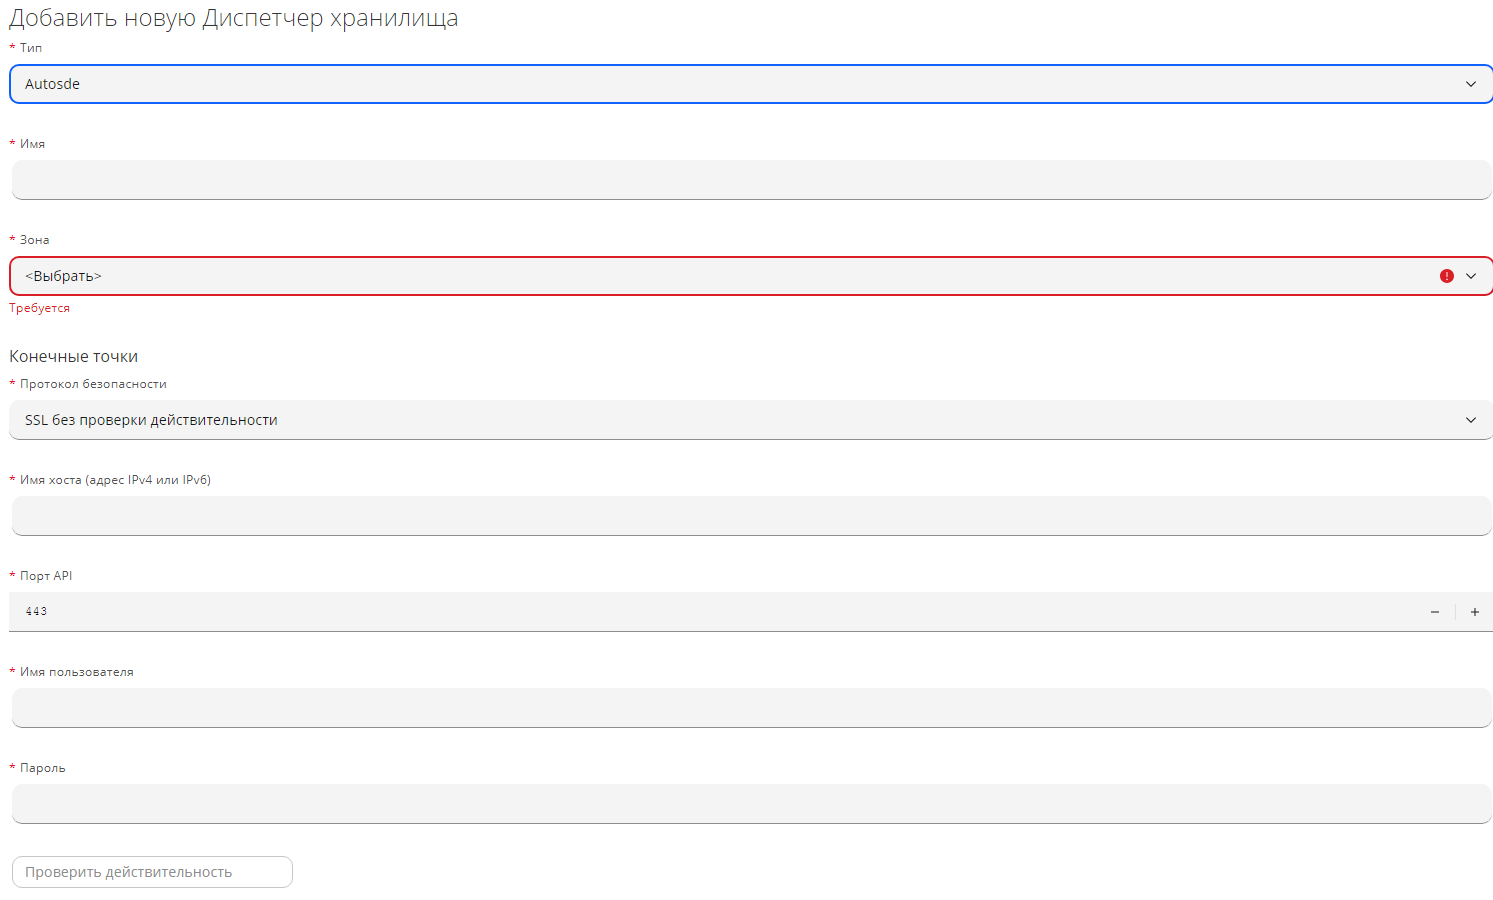 Добавить новую Диспетчер хранилища
* Тип
Autosde
* Имя
* Зона
<Выбрать>
Требуется
Конечные точки
* Протокол безопасности
SSL без проверки действительности
* Имя хоста (адрес IPv4 или IPv6)
* Порт API
443
* Имя пользователя
* Пароль
Проверить действительность